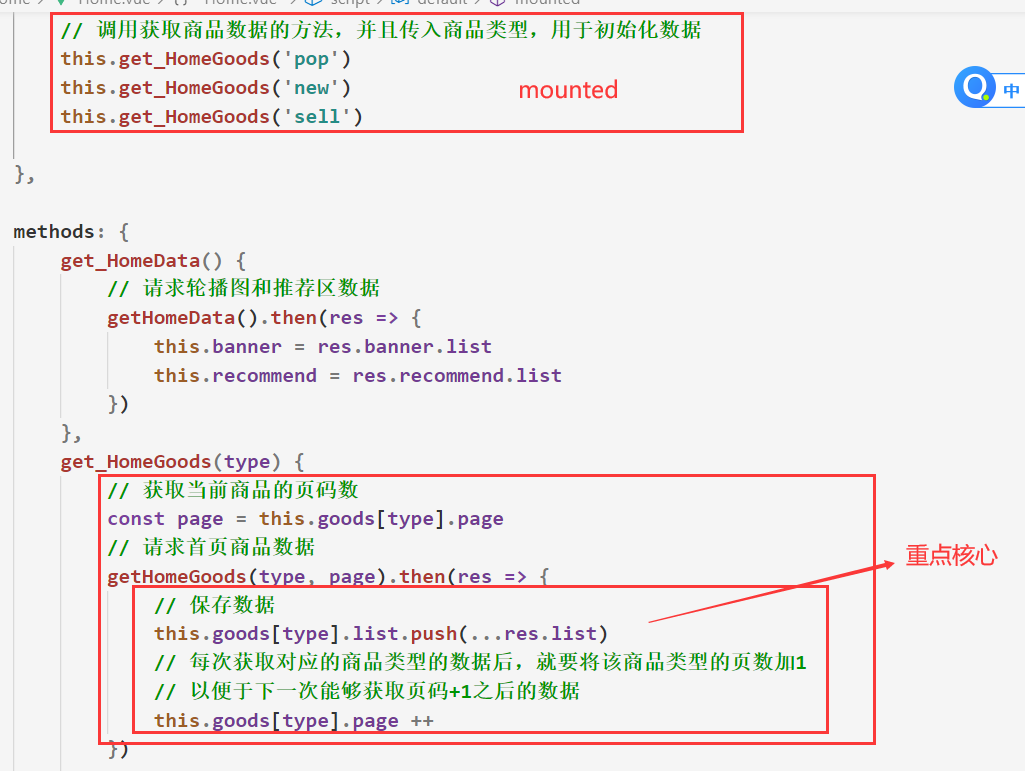 Home.vue > script > default > mounted
// 调用获取商品数据的方法，并且传入商品类型，用于初始化数据
this.get_HomeGoods('pop')
this.get_HomeGoods('new')
this.get_HomeGoods('sell')
mounted
中
},
methods: {
get_HomeData() {
// 请求轮播图和推荐区数据
getHomeData().then(res => {
this.banner = res.banner.list
this.recommend = res.recommend.list
})
},
get_HomeGoods(type) {
// 获取当前商品的页码数
const page = this.goods[type].page
// 请求首页商品数据
getHomeGoods(type, page).then(res => {
重点核心
// 保存数据
this.goods[type].list.push(...res.list)
// 每次获取对应的商品类型的数据后，就要将该商品类型的页数加1
// 以便于下一次能够获取页码+1之后的数据
this.goods[type].page ++
})